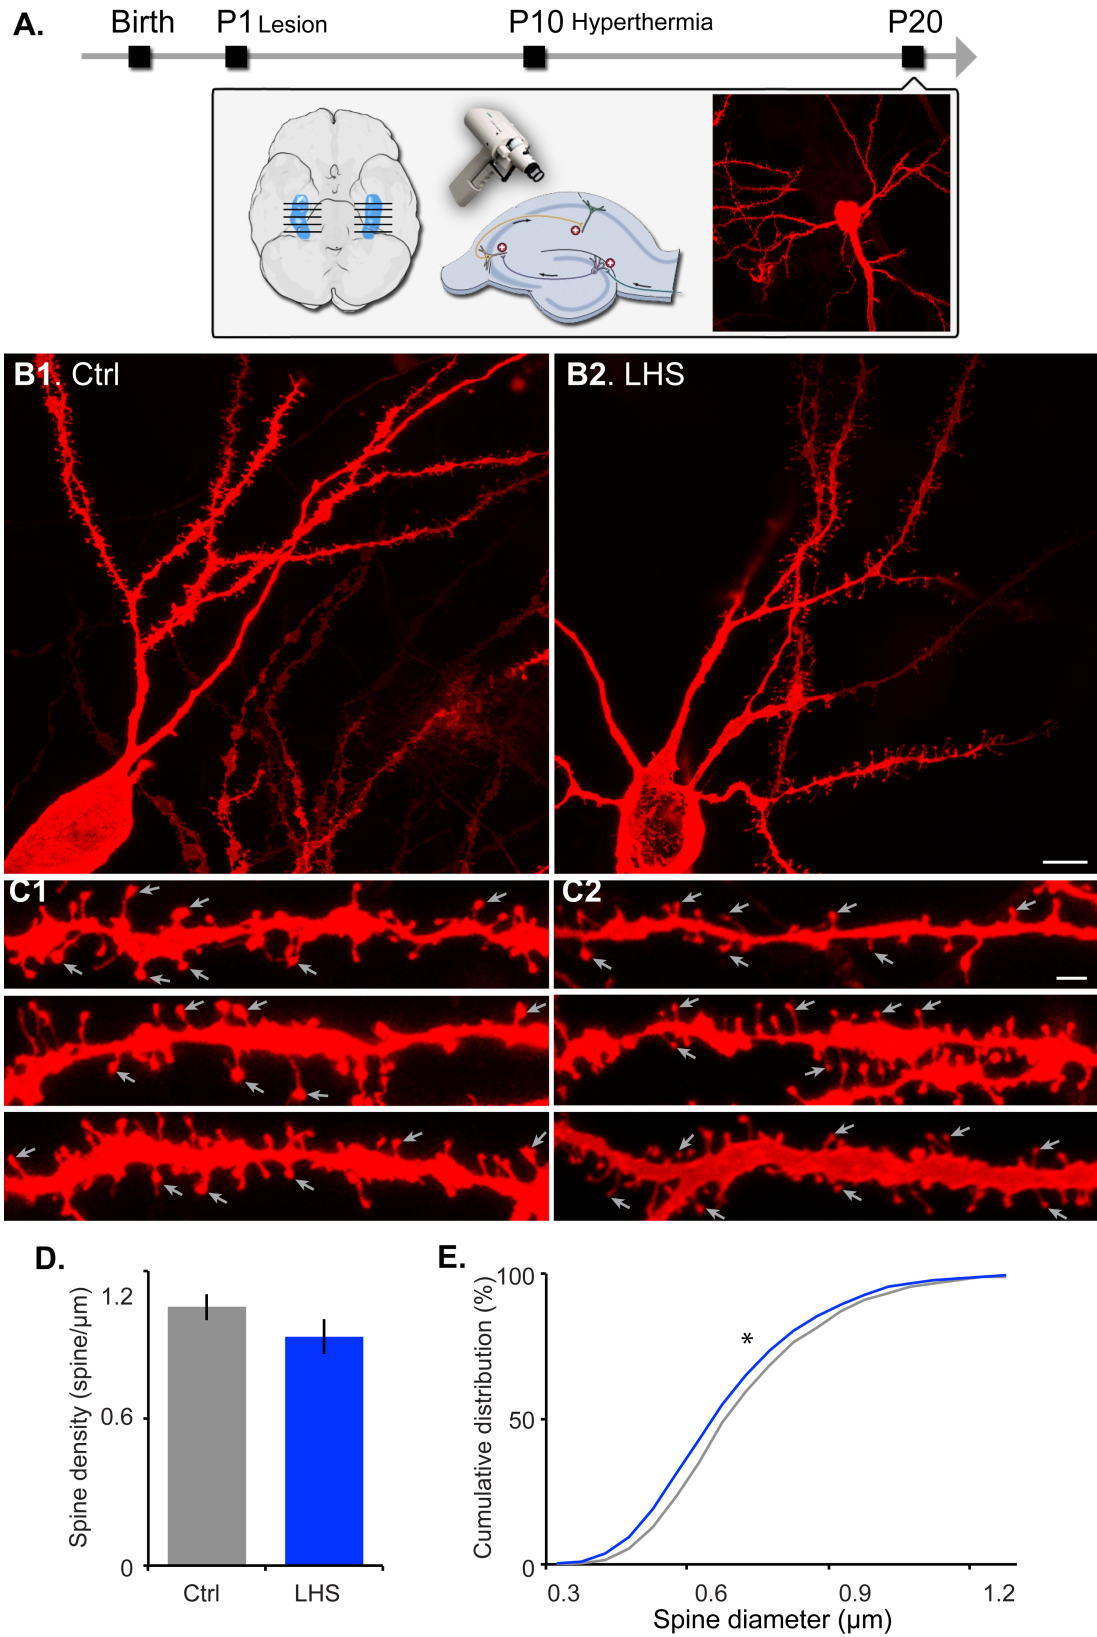 A.
Birth P1 Lesion P10 Hyperthermia P20
B1. Ctrl
B2. LHS
C1
C2
D.
Spine density (spine/µm)
1.2
0.6
0
Ctrl LHS
E.
Cumulative distribution (%)
100
*
50
0
0.3 0.6 0.9 1.2
Spine diameter (µm)